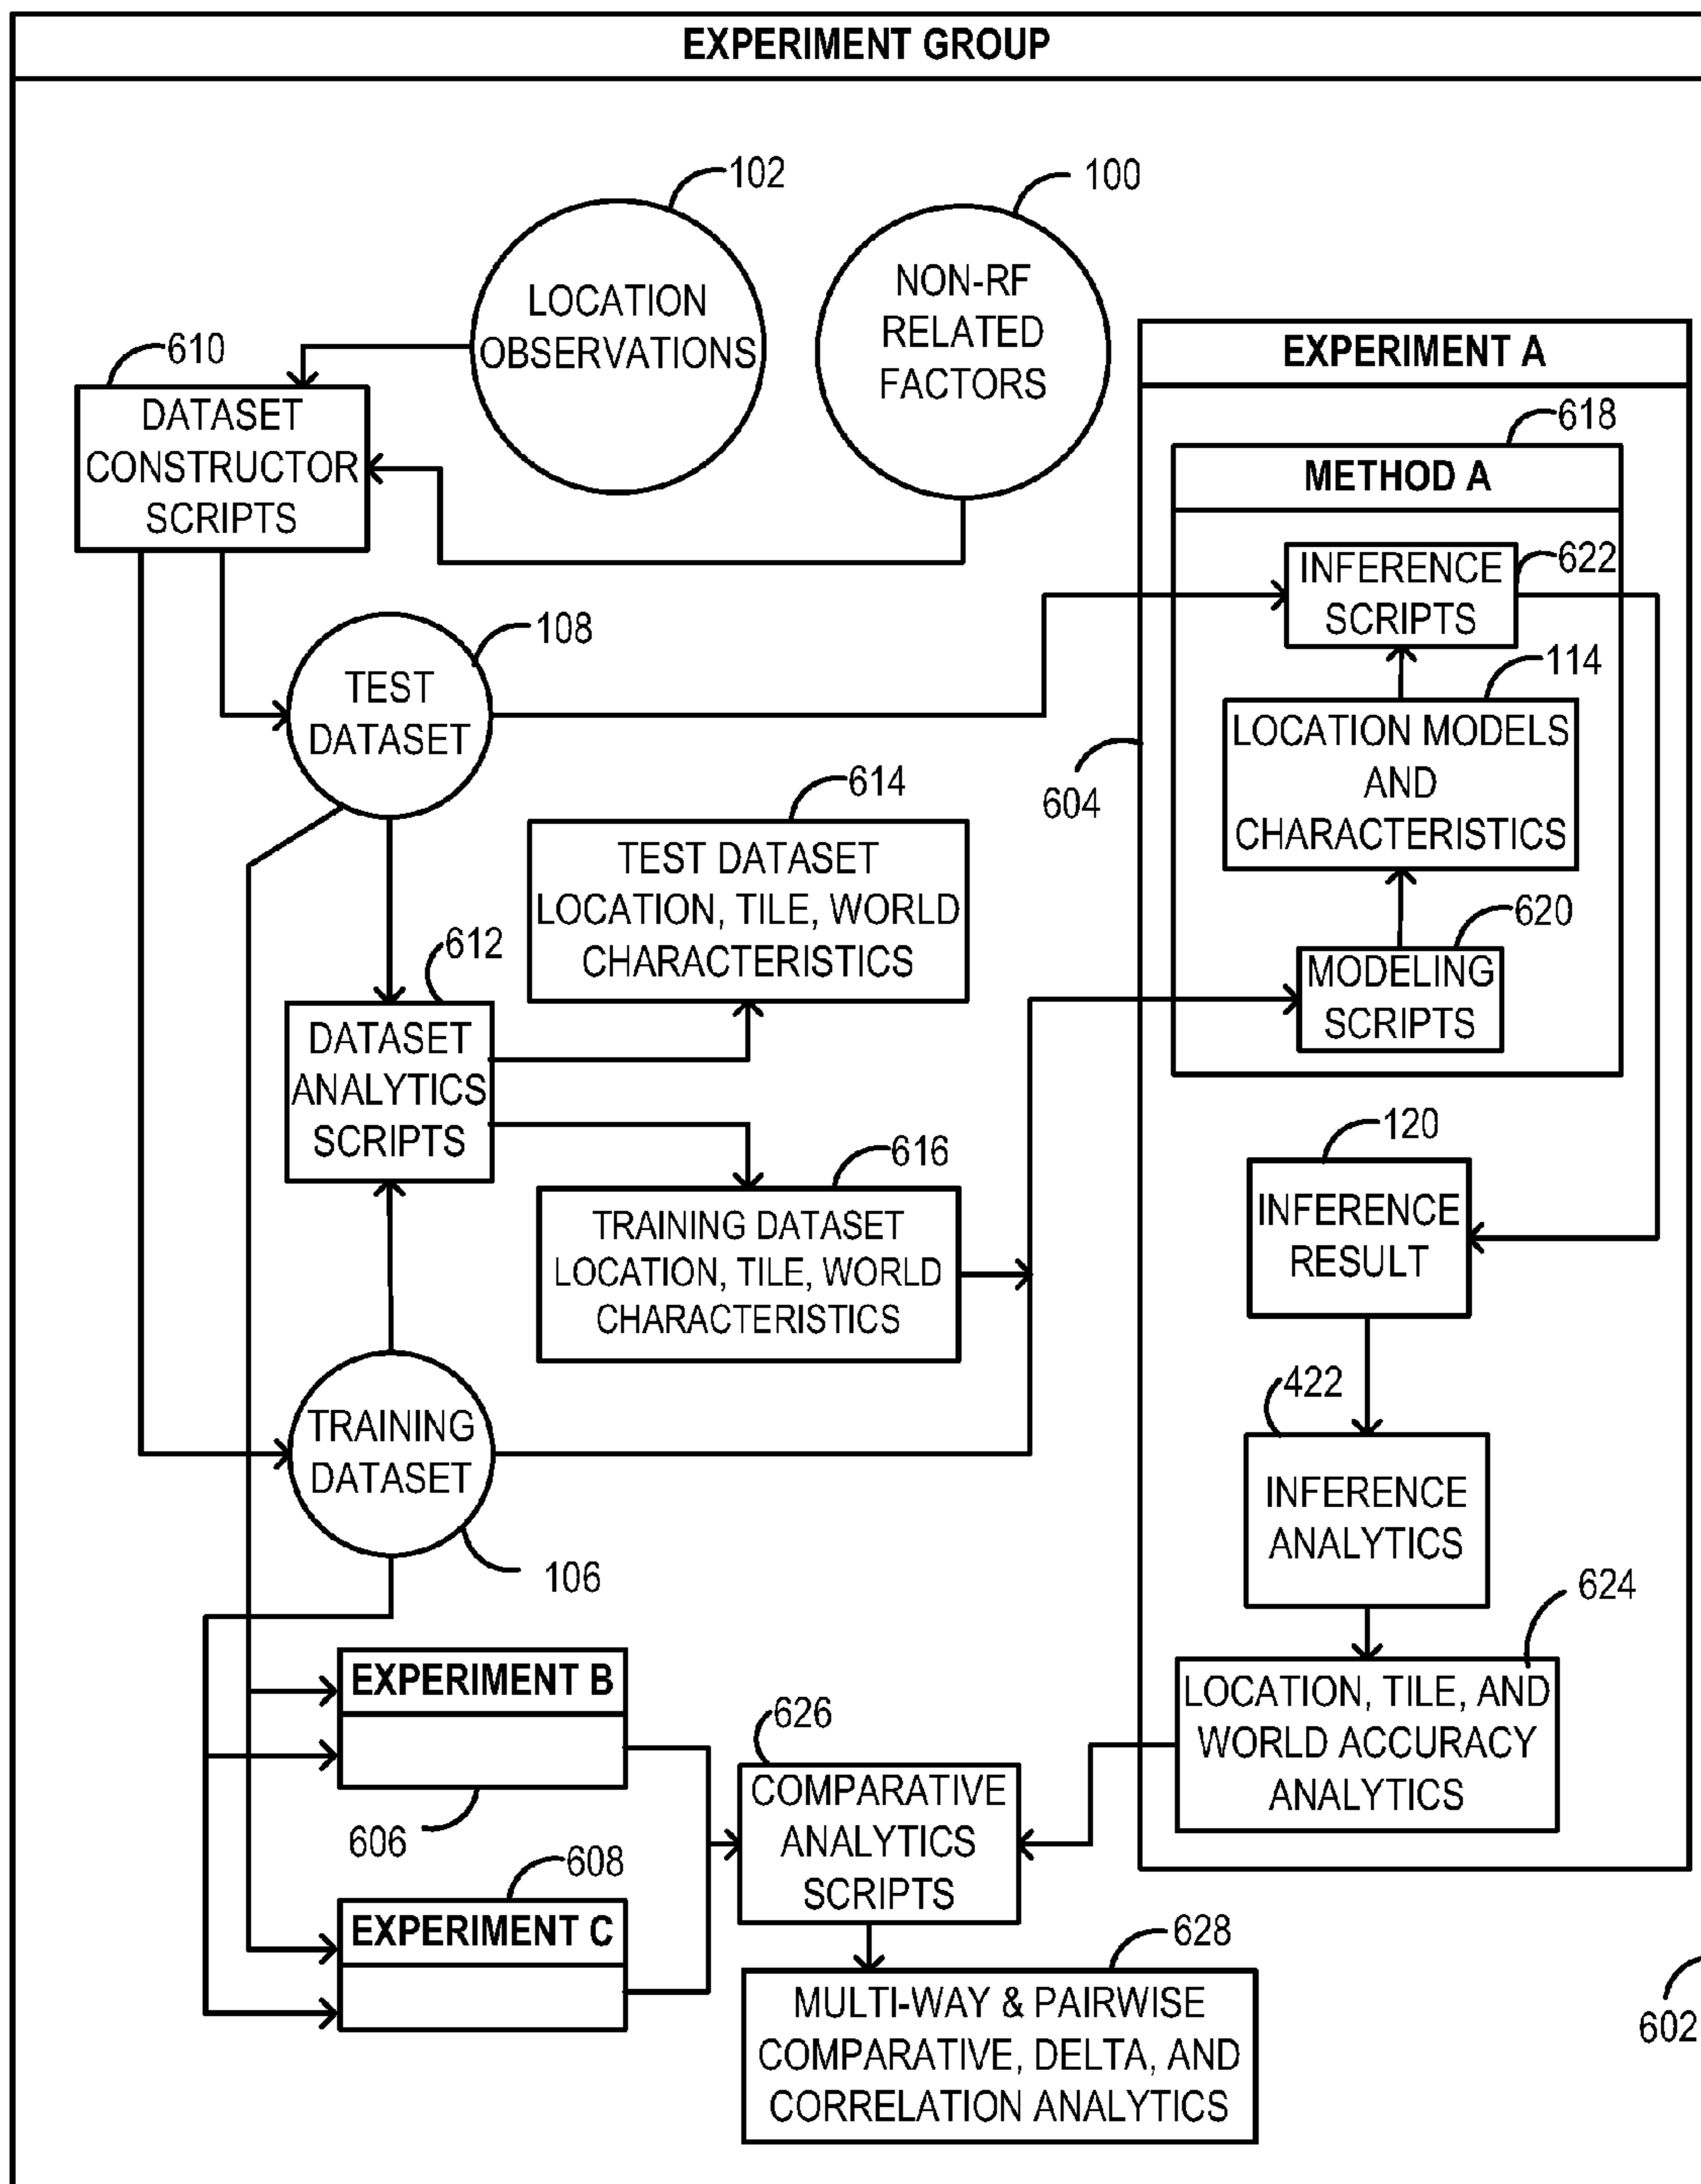 EXPERIMENT GROUP
102
100
LOCATION
OBSERVATIONS
NON-RF
RELATED
FACTORS
610
DATASET
CONSTRUCTOR
SCRIPTS
EXPERIMENT A
618
METHOD A
INFERENCE
SCRIPTS
622
114
LOCATION MODELS
AND
CHARACTERISTICS
620
MODELING
SCRIPTS
604
108
TEST
DATASET
614
TEST DATASET
LOCATION, TILE, WORLD
CHARACTERISTICS
612
DATASET
ANALYTICS
SCRIPTS
616
TRAINING DATASET
LOCATION, TILE, WORLD
CHARACTERISTICS
120
INFERENCE
RESULT
422
INFERENCE
ANALYTICS
TRAINING
DATASET
106
624
LOCATION, TILE, AND
WORLD ACCURACY
ANALYTICS
EXPERIMENT B
606
626
COMPARATIVE
ANALYTICS
SCRIPTS
608
EXPERIMENT C
628
MULTI-WAY & PAIRWISE
COMPARATIVE, DELTA, AND
CORRELATION ANALYTICS
602